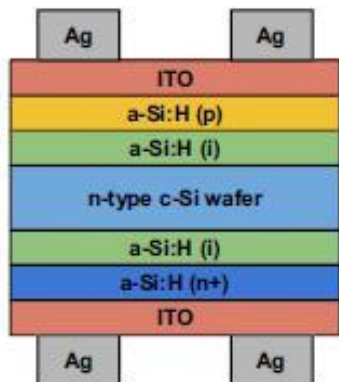 Ag Ag
ITO
a-Si:H (p)
a-Si:H (i)
n-type c-Si wafer
a-Si:H (i)
a-Si:H (n+)
ITO
Ag Ag